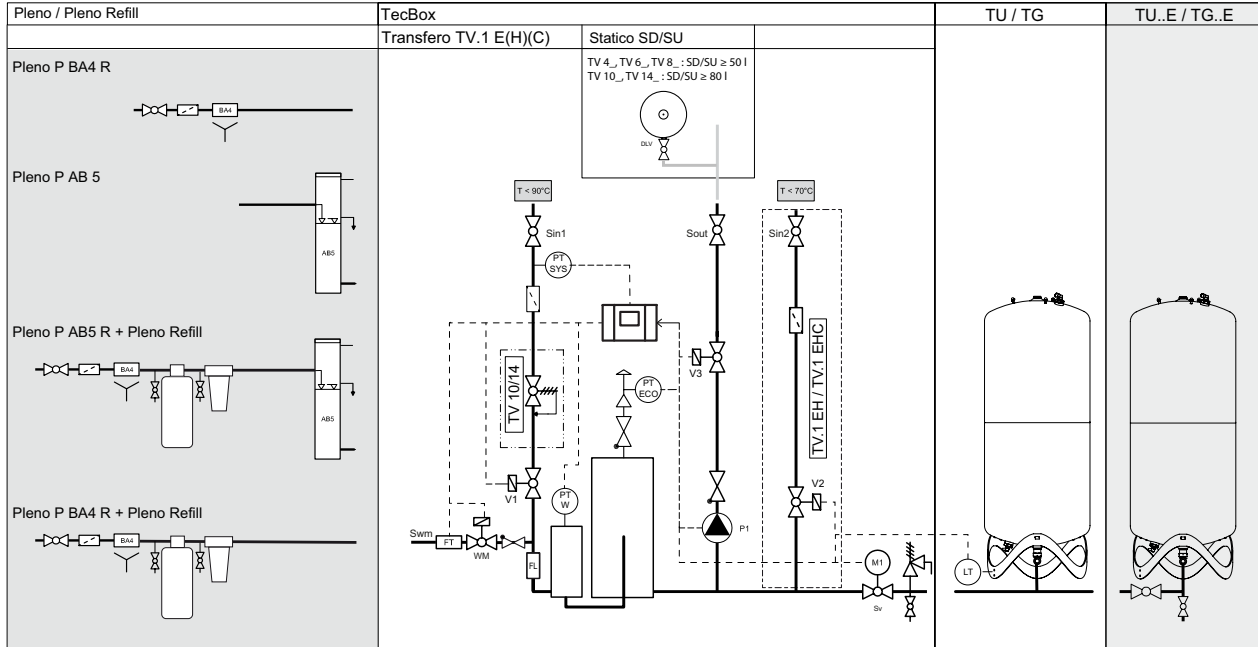 Pleno / Pleno Refill
TecBox
TU / TG
TU..E / TG..E
Transfero TV.1 E(H)(C)
Statico SD/SU
Pleno P BA4 R
BA4
Pleno P AB 5
AB5
Pleno P AB5 R + Pleno Refill
BA4
AB5
Pleno P BA4 R + Pleno Refill
BA4
TV 4_, TV 6_, TV 8_ : SD/SU ≥ 50 l
TV 10_, TV 14_ : SD/SU ≥ 80 l
DLV
T < 90°C
T < 70°C
Sin1
Sout
Sin2
PT
SYS
V3
PT
ECO
TV 10/14
TV.1 EH / TV.1 EHC
V1
V2
PT
W
Swm
FT
WM
P1
FL
M1
LT
Sv